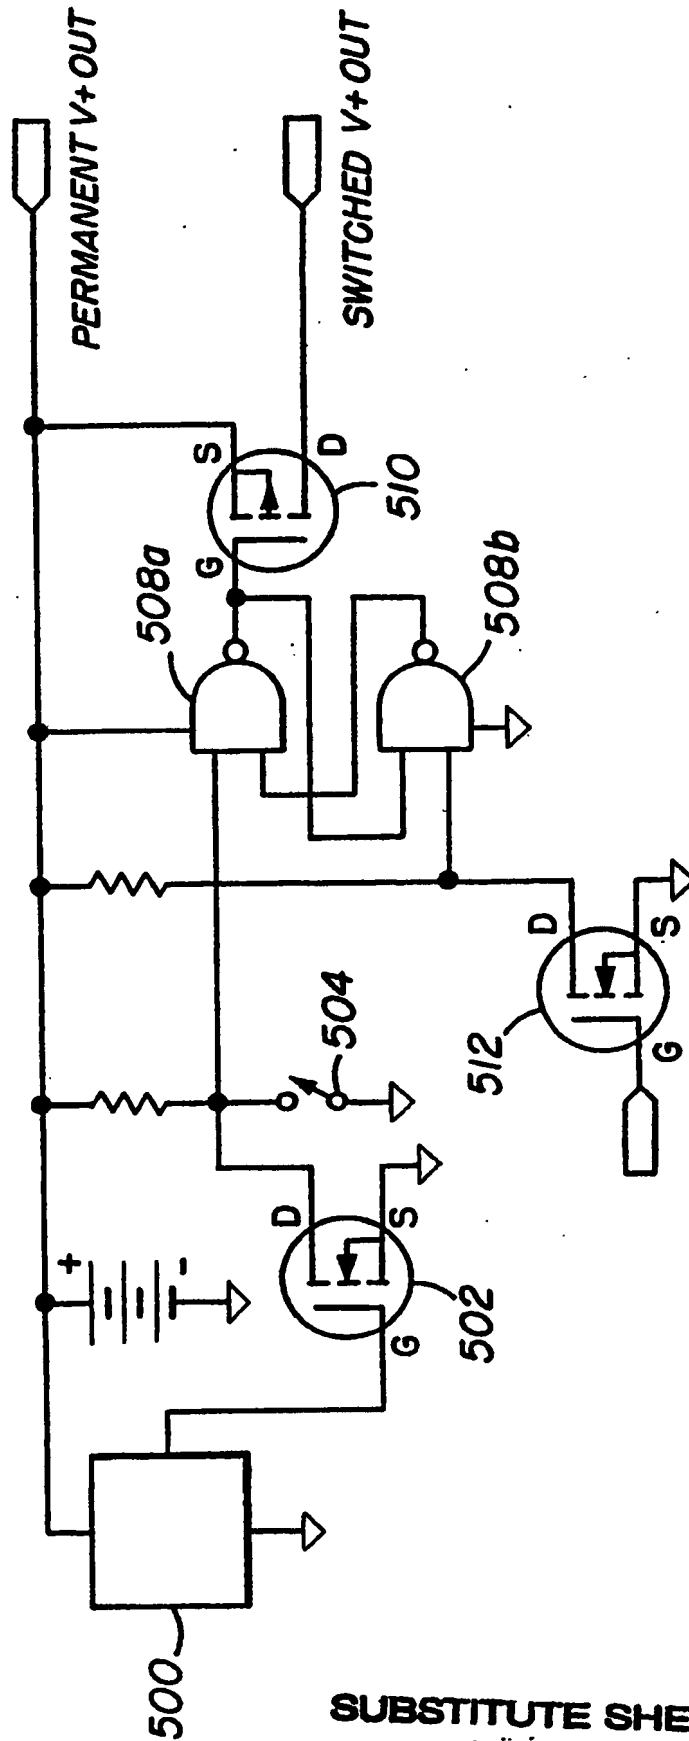 PERMANENT V+ OUT
SWITCHED V+ OUT
S
D
G
510
508a
508b
D
S
G
512
504
+
-
D
S
G
502
500
SUBSTITUTE SHE